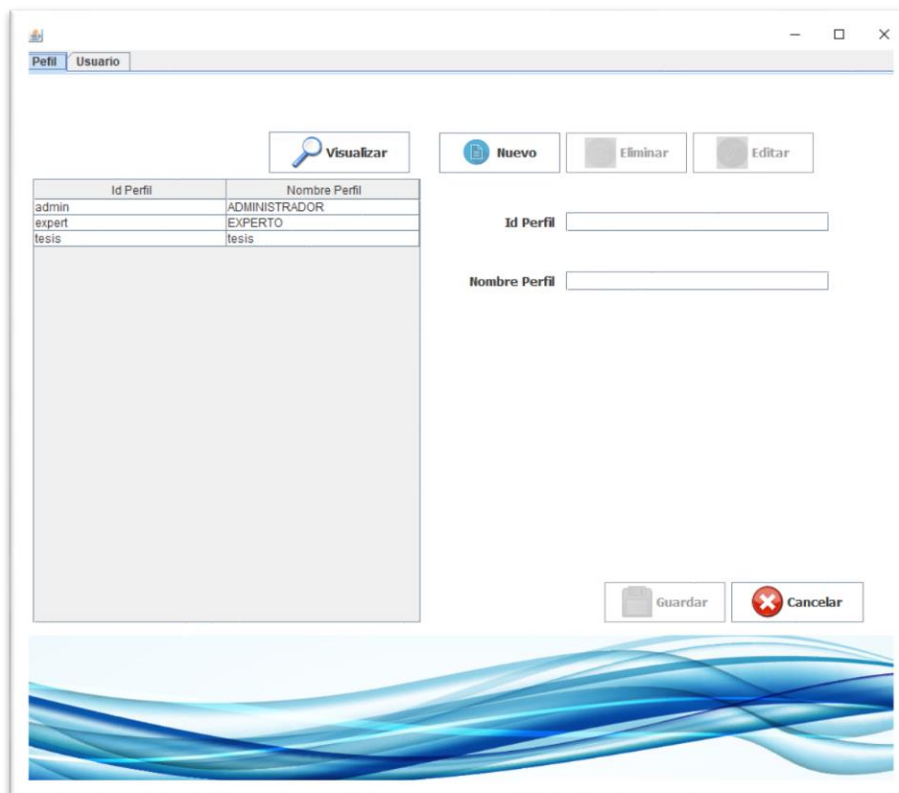 Pefil Usuario
Visualizar Nuevo Eliminar Editar
Id Perfil Nombre Perfil
admin ADMINISTRADOR
expert EXPERTO
tesis tesis
Id Perfil
Nombre Perfil
Guardar Cancelar